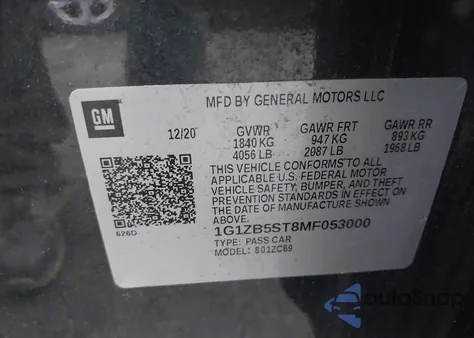 MFD BY GENERAL MOTORS LLC
GM
12/20 GVWR GAWR FRT GAWR RR
1840 KG 947 KG 893 KG
4056 LB 2087 LB 1968 LB
THIS VEHICLE CONFORMS TO ALL
APPLICABLE U.S. FEDERAL MOTOR
VEHICLE SAFETY, BUMPER, AND THEFT
PREVENTION STANDARDS IN EFFECT
ON THE DATE OF MANUFACTURE SHOWN
ABOVE.
1G1ZB5ST8MF053000
TYPE: PASS CAR
MODEL: 801ZC69
626D
autoSnap